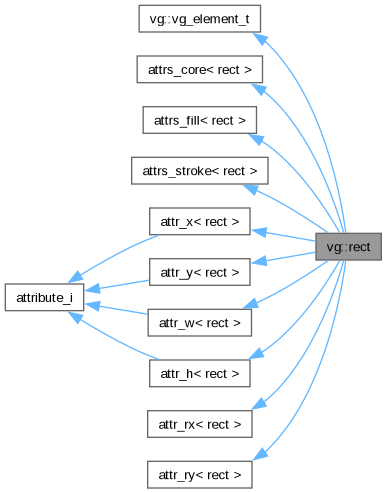 vg::vg_element_t
attrs_core< rect >
attrs_fill< rect >
attrs_stroke< rect >
vg::rect
attr_x< rect >
attr_y< rect >
attribute_i
attr_w< rect >
attr_h< rect >
attr_rx< rect >
attr_ry< rect >